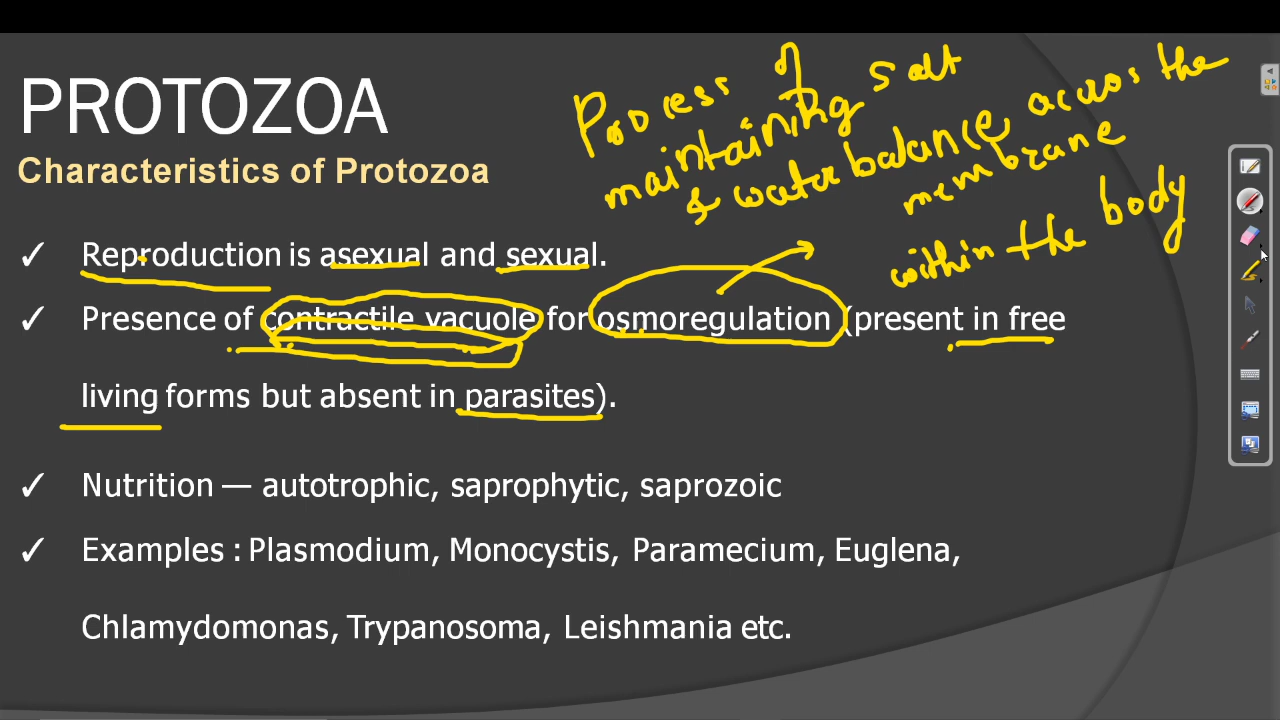 PROTOZOA
Characteristics of Protozoa
Process of
maintaining salt
& water balance across the
membrane
within the body
✓ Reproduction is asexual and sexual.
✓ Presence of contractile vacuole for osmoregulation (present in free
living forms but absent in parasites).
✓ Nutrition — autotrophic, saprophytic, saprozoic
✓ Examples : Plasmodium, Monocystis, Paramecium, Euglena,
Chlamydomonas, Trypanosoma, Leishmania etc.